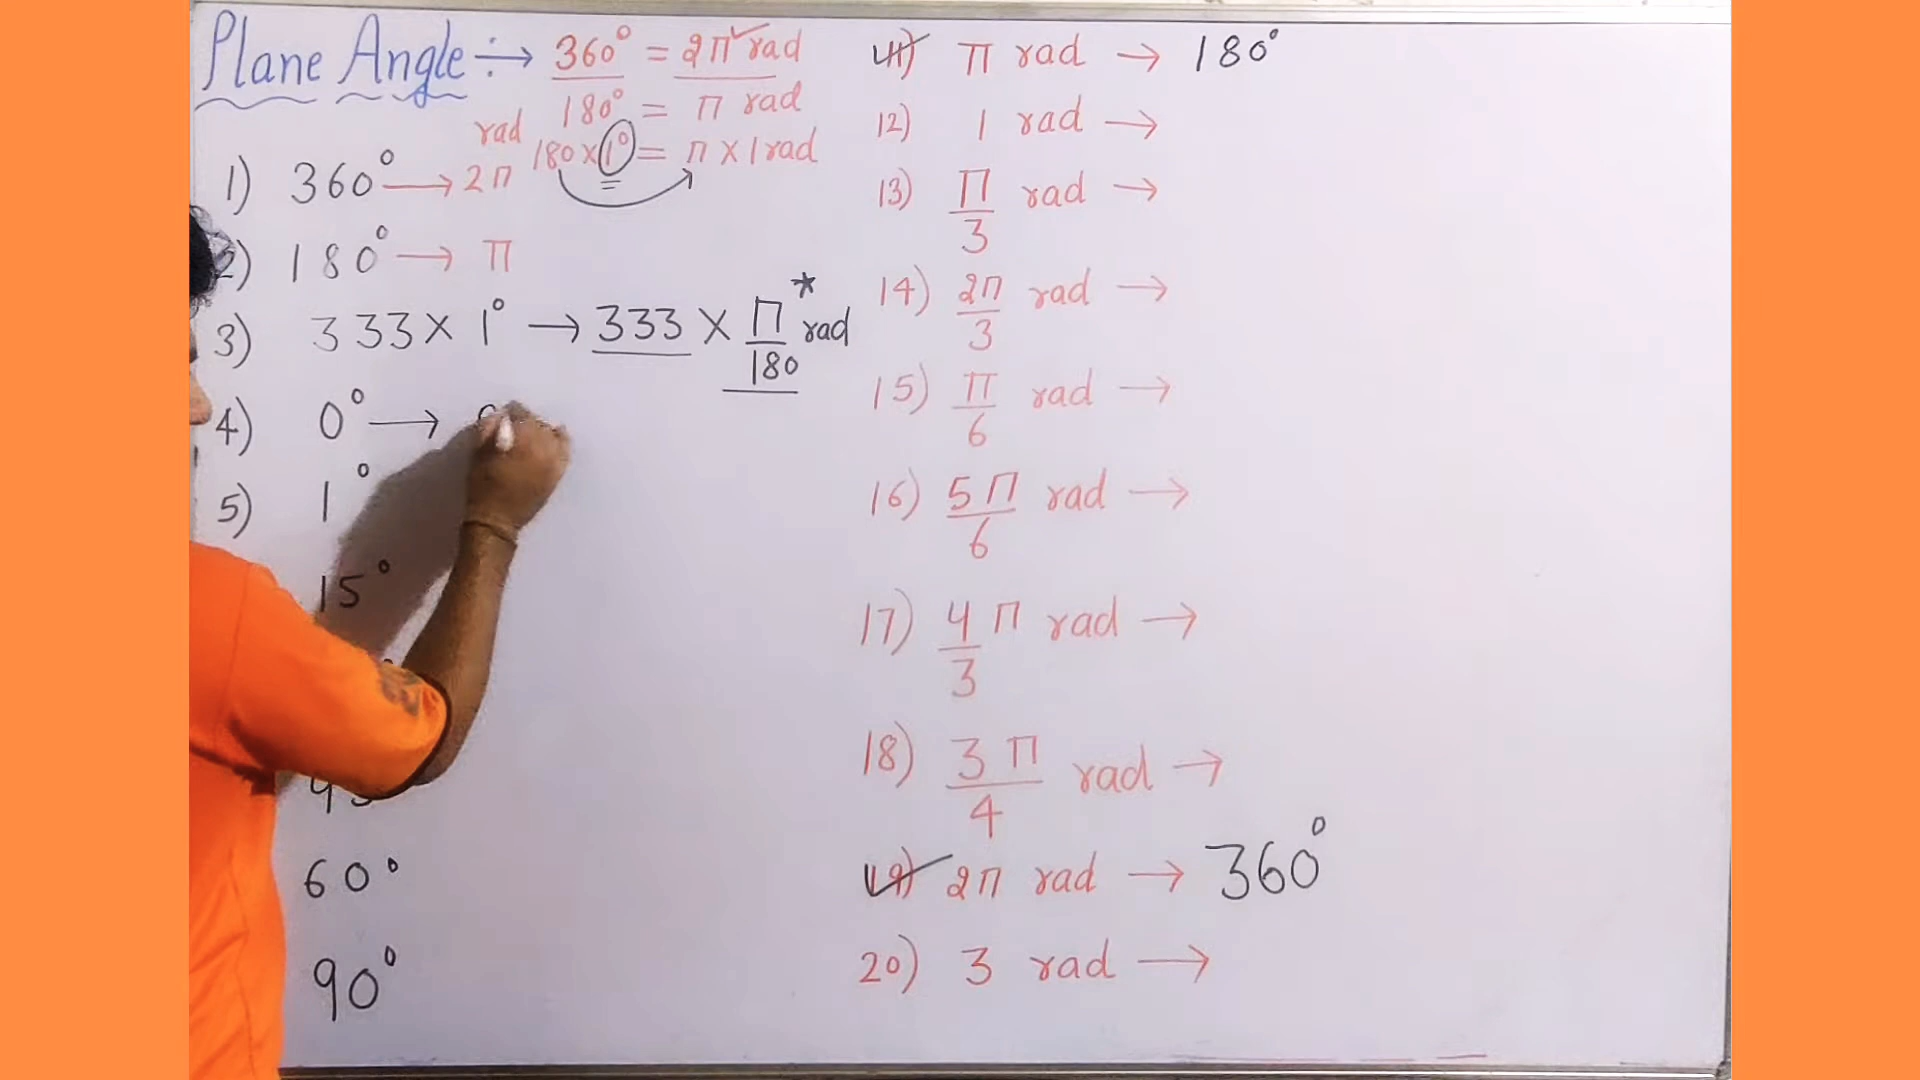 Plane Angle :→ 360° = 2π rad
180° = π rad
180 × 1° = π × 1 rad
rad
1) 360° → 2π
2) 180° → π
3) 333 × 1° → 333 × π/180 rad *
4) 0° →
5) 1°
15°
60°
90°
11) π rad → 180°
12) 1 rad →
13) π/3 rad →
14) 2π/3 rad →
15) π/6 rad →
16) 5π/6 rad →
17) 4/3 π rad →
18) 3π/4 rad →
19) 2π rad → 360°
20) 3 rad →